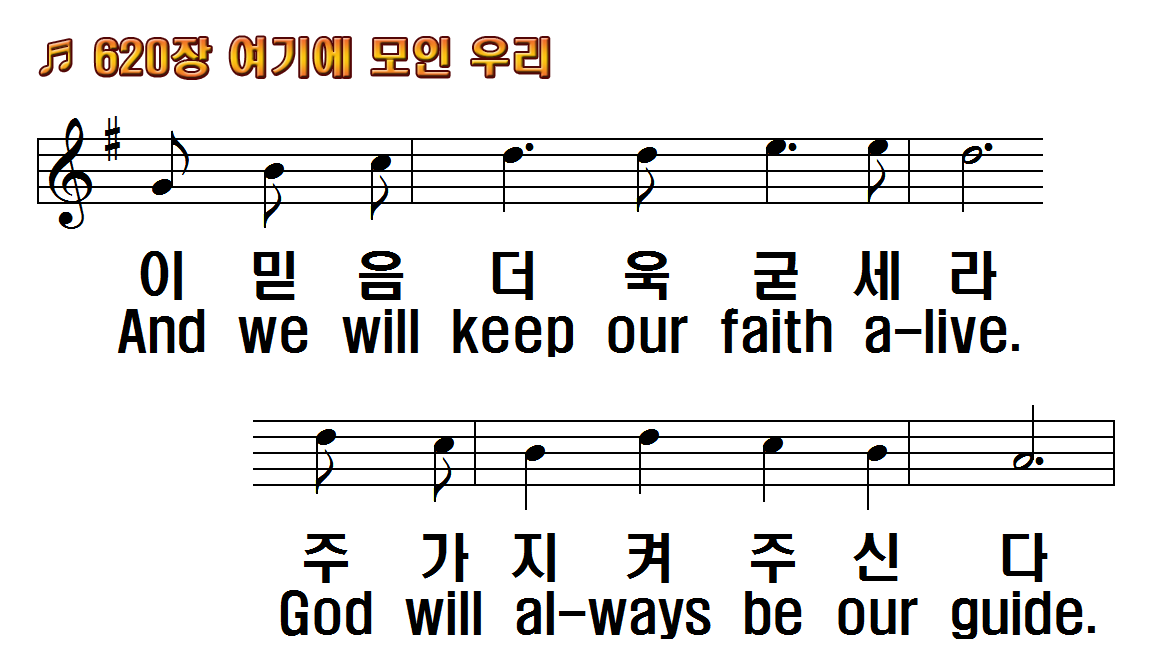 ♬ 620장 여기에 모인 우리
이 믿 음 더 욱 굳 세 라
And we will keep our faith a-live.
주 가 지 켜 주 신 다
God will al-ways be our guide.